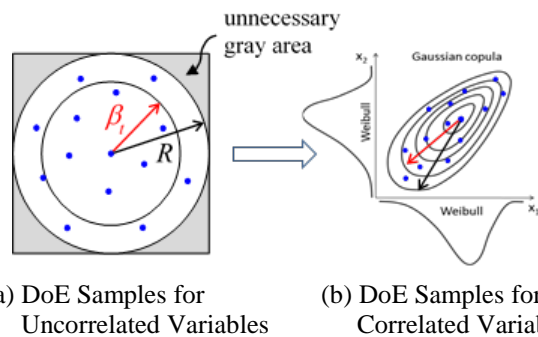 unnecessary
gray area
βt
R
x2
Gaussian copula
Weibull
Weibull
x1
a) DoE Samples for
Uncorrelated Variables
(b) DoE Samples for
Correlated